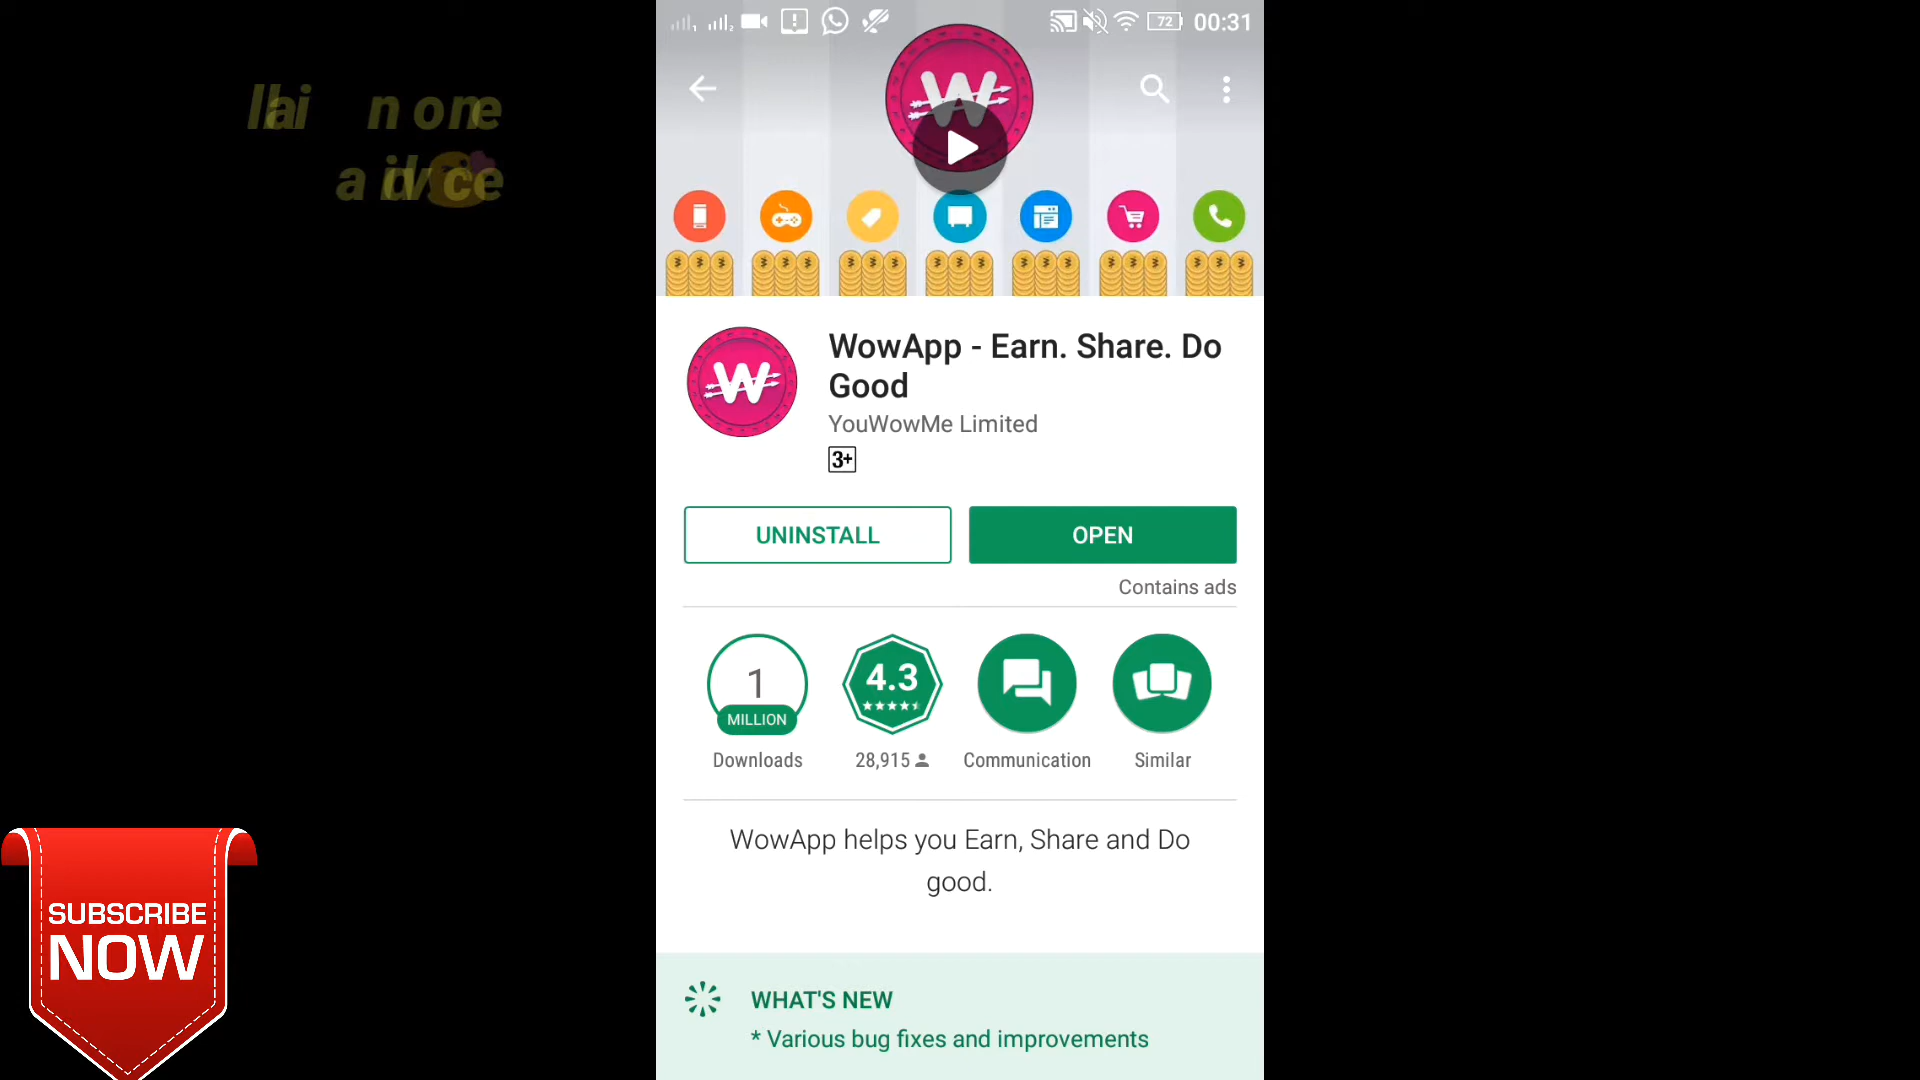 00:31
72
W
WowApp - Earn. Share. Do
Good
YouWowMe Limited
3+
UNINSTALL
OPEN
Contains ads
1
MILLION
4.3
Downloads
28,915
Communication
Similar
WowApp helps you Earn, Share and Do
good.
WHAT'S NEW
* Various bug fixes and improvements
SUBSCRIBE
NOW